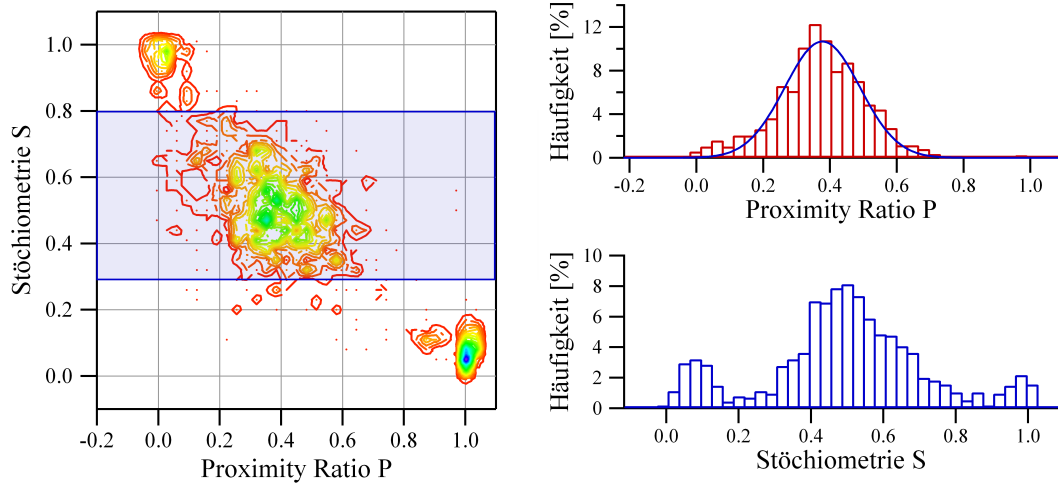 Stöchiometrie S
1.0
0.8
0.6
0.4
0.2
0.0
-0.2 0.0 0.2 0.4 0.6 0.8 1.0
Proximity Ratio P
Häufigkeit [%]
12
8
4
0
-0.2 0.0 0.2 0.4 0.6 0.8 1.0
Proximity Ratio P
Häufigkeit [%]
10
8
6
4
2
0
0.0 0.2 0.4 0.6 0.8 1.0
Stöchiometrie S